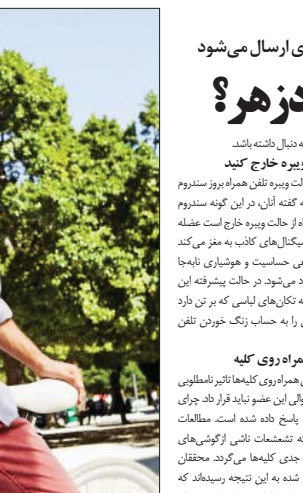 ی ارسال می‌شود
دزهر؟
ه دنبال داشته باشد.
ویبره خارج کنید
الت ویبره تلفن همراه بروز سندروم
ه گفته آنان، در این گونه سندروم
اه از حالت ویبره خارج است عضله
سیگنال‌های کاذب به مغز می‌کند
عی حساسیت و هوشیاری نابه‌جا
د می‌شود. در حالت پیشرفته این
ه تکان‌های لباسی که بر تن دارد
ی را به حساب زنگ خوردن تلفن
همراه روی کلیه
ی همراه روی کلیه‌ها تاثیر نامطلوبی
والی این عضو نباید قرار داد. چرای
پاسخ داده شده است. مطالعات
که تشعشعات ناشی ازگوشی‌های
جدی کلیه‌ها می‌گردد. محققان
شده به این نتیجه رسیده‌اند که